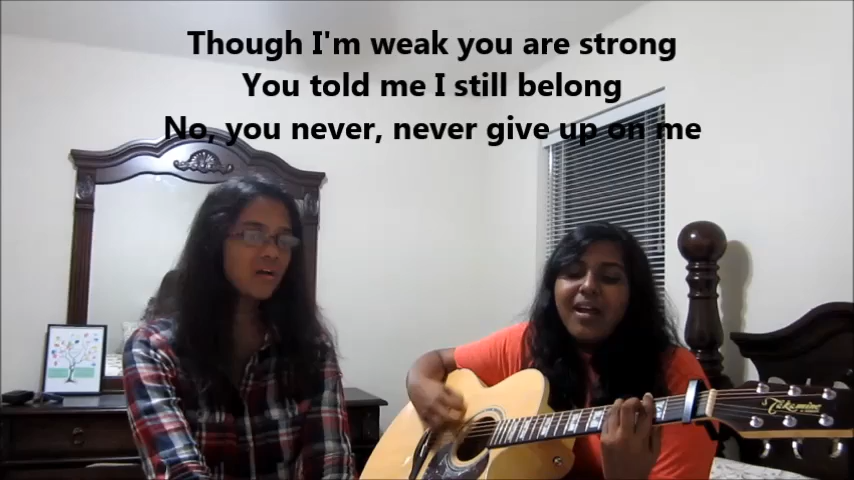 Though I'm weak you are strong
You told me I still belong
No, you never, never give up on me
Takamine